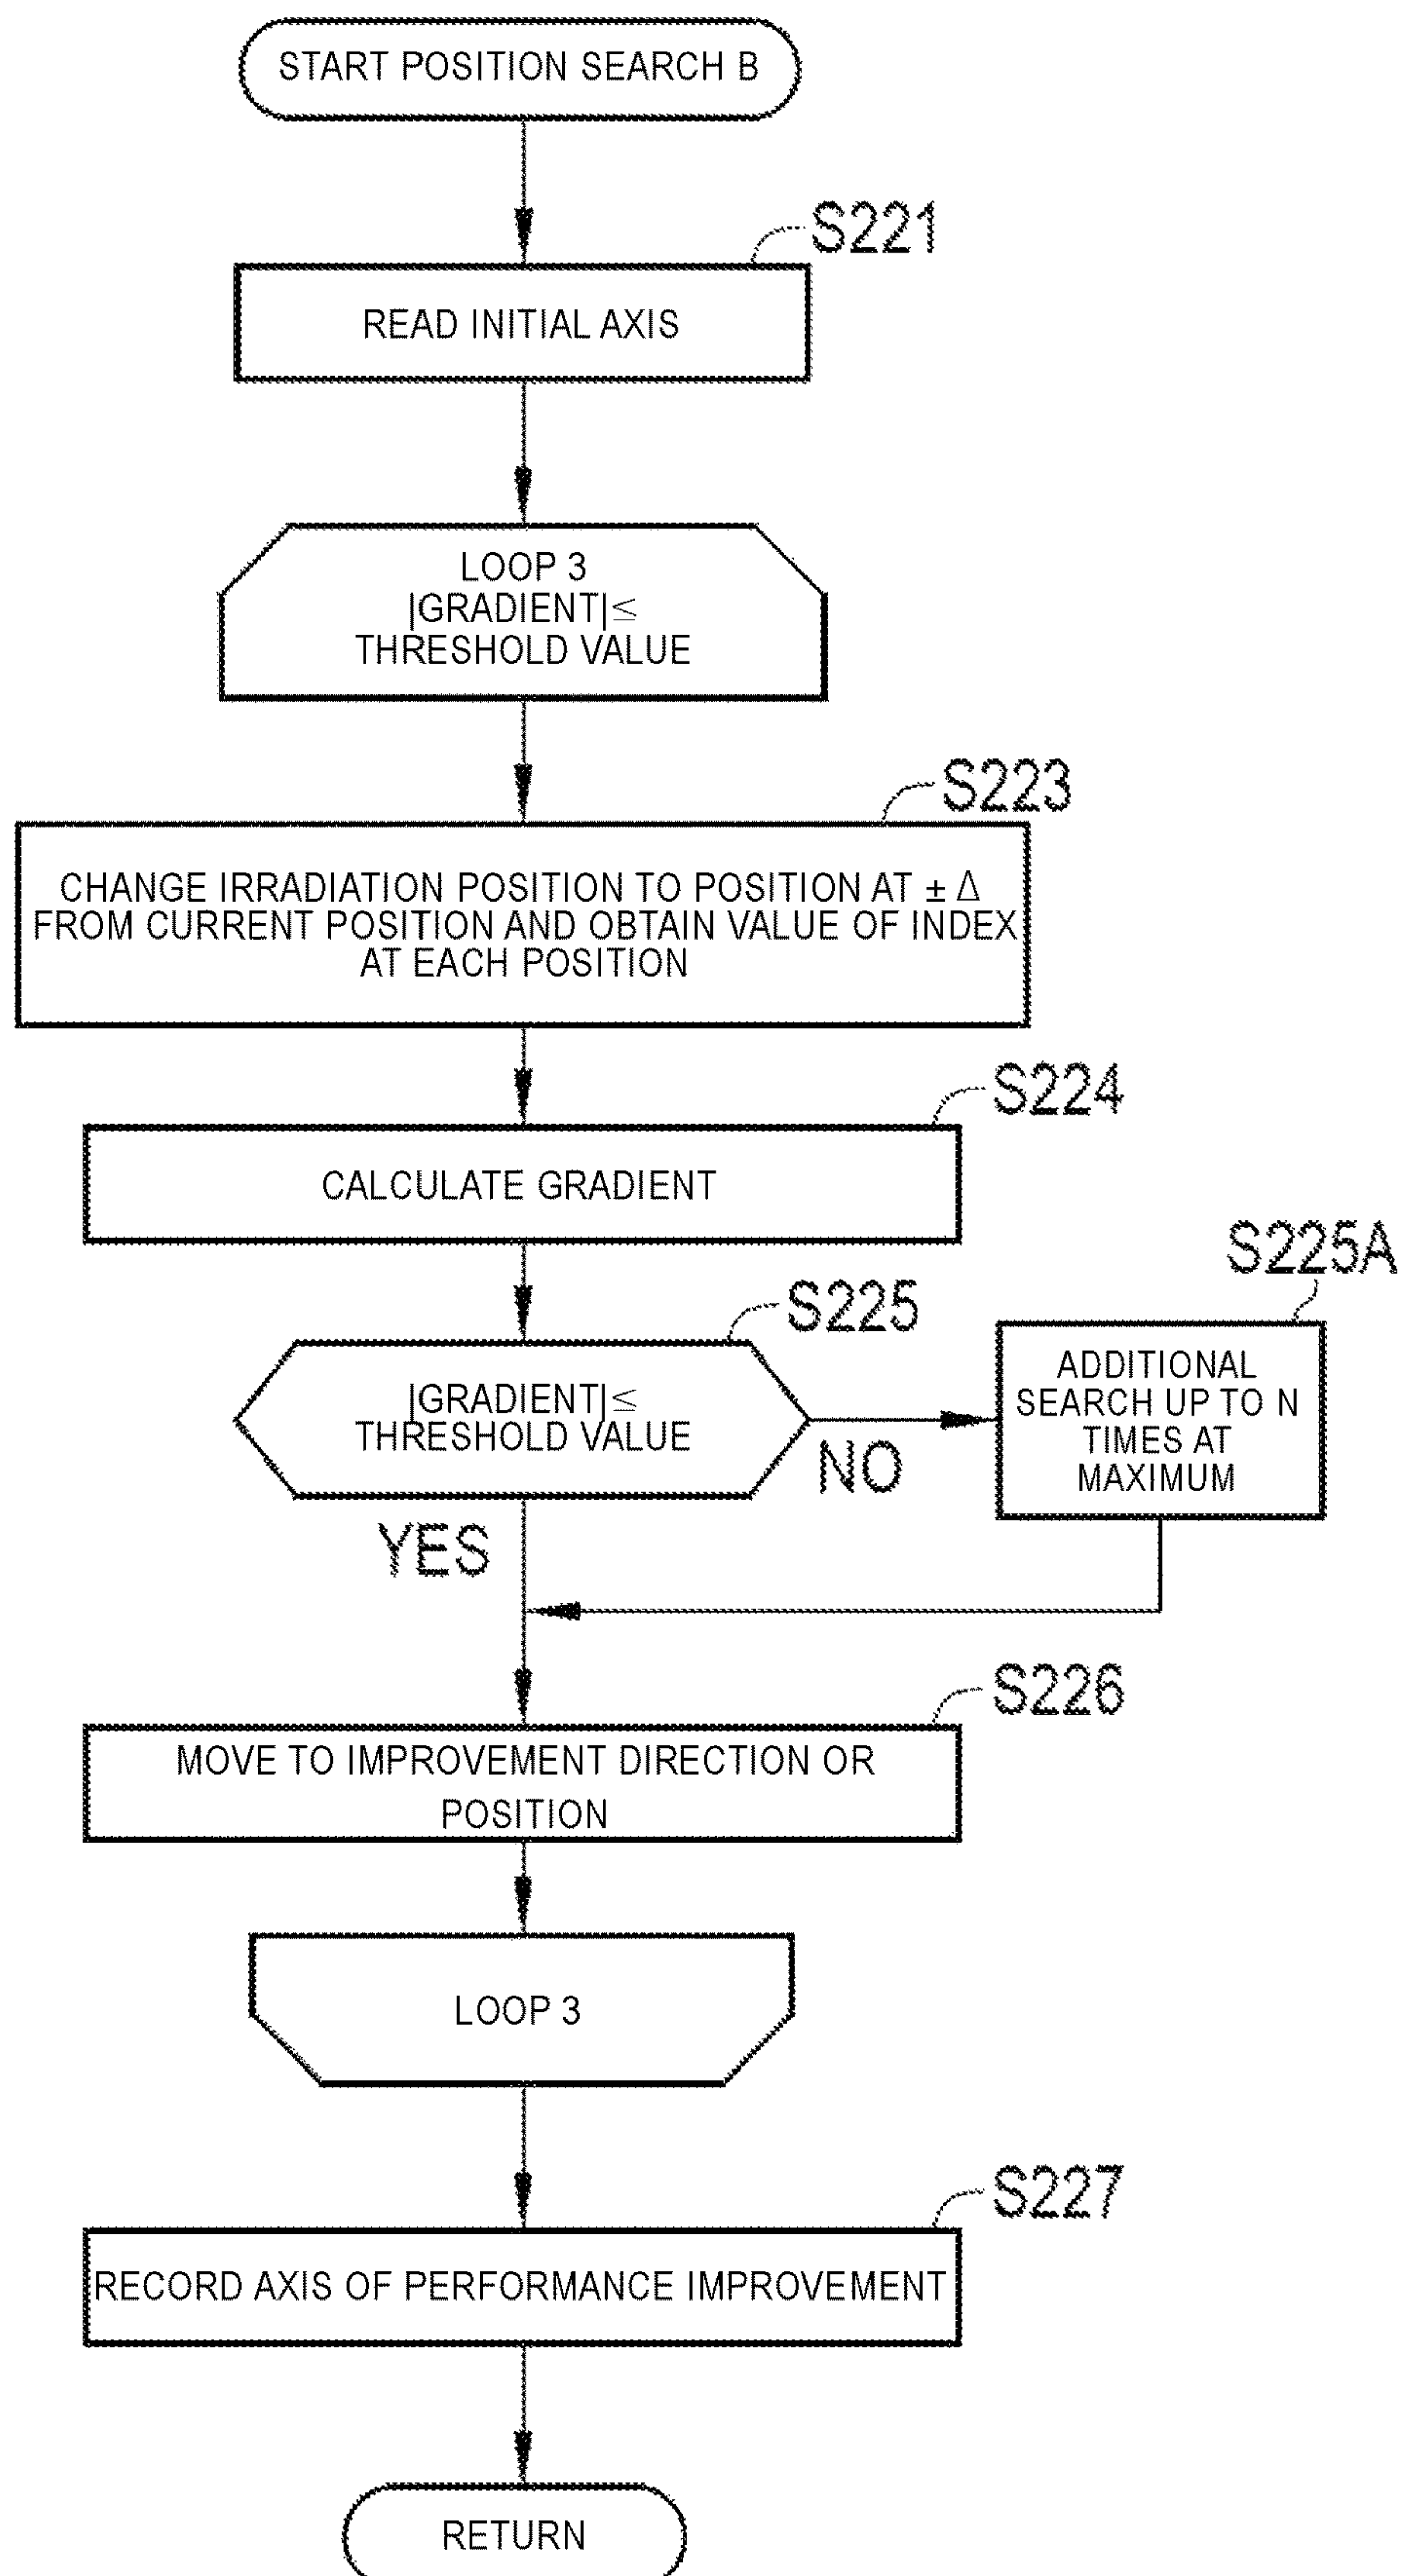 START POSITION SEARCH B
S221
READ INITIAL AXIS
LOOP 3
|GRADIENT|≤
THRESHOLD VALUE
S223
CHANGE IRRADIATION POSITION TO POSITION AT ± Δ
FROM CURRENT POSITION AND OBTAIN VALUE OF INDEX
AT EACH POSITION
S224
CALCULATE GRADIENT
S225
|GRADIENT|≤
THRESHOLD VALUE
NO
YES
S225A
ADDITIONAL
SEARCH UP TO N
TIMES AT
MAXIMUM
S226
MOVE TO IMPROVEMENT DIRECTION OR
POSITION
LOOP 3
S227
RECORD AXIS OF PERFORMANCE IMPROVEMENT
RETURN